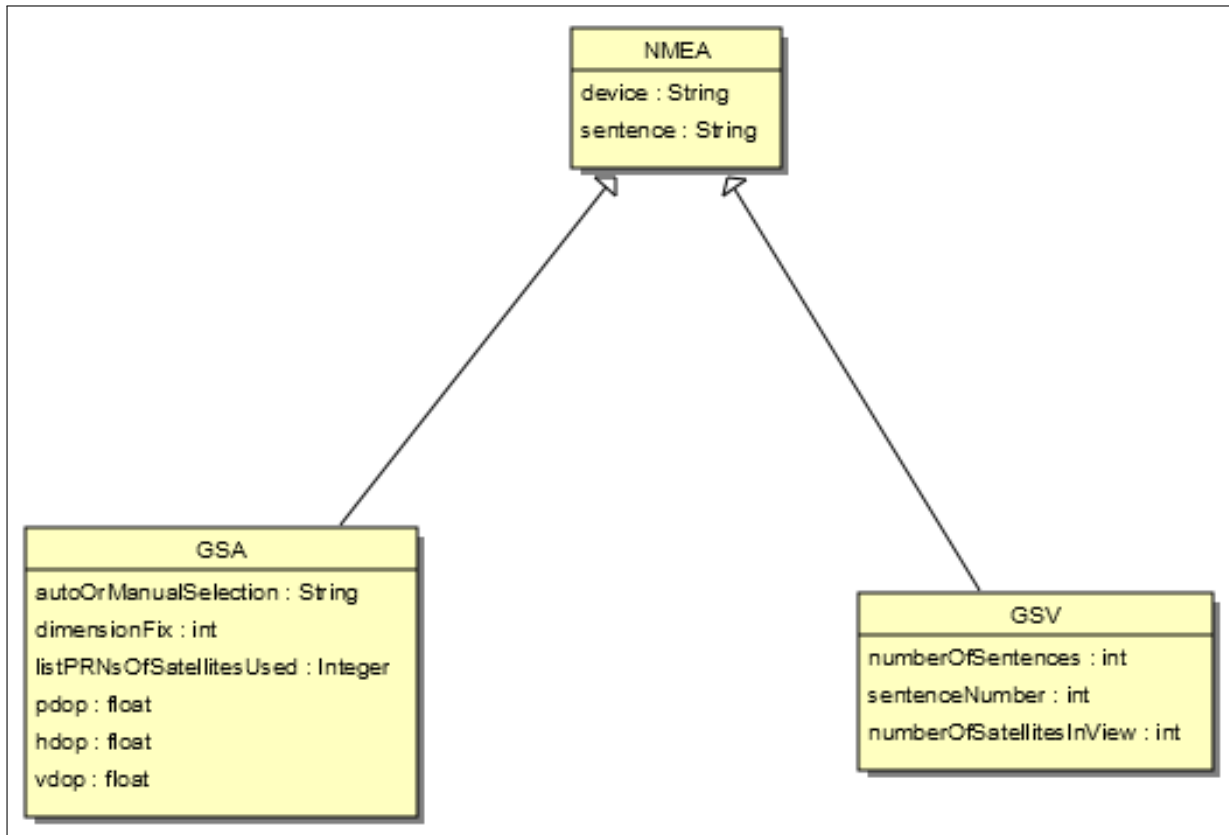 NMEA
device : String
sentence : String
GSA
autoOrManualSelection : String
dimensionFix : int
listPRNsOfSatellitesUsed : Integer
pdop : float
hdop : float
vdop : float
GSV
numberOfSentences : int
sentenceNumber : int
numberOfSatellitesInView : int